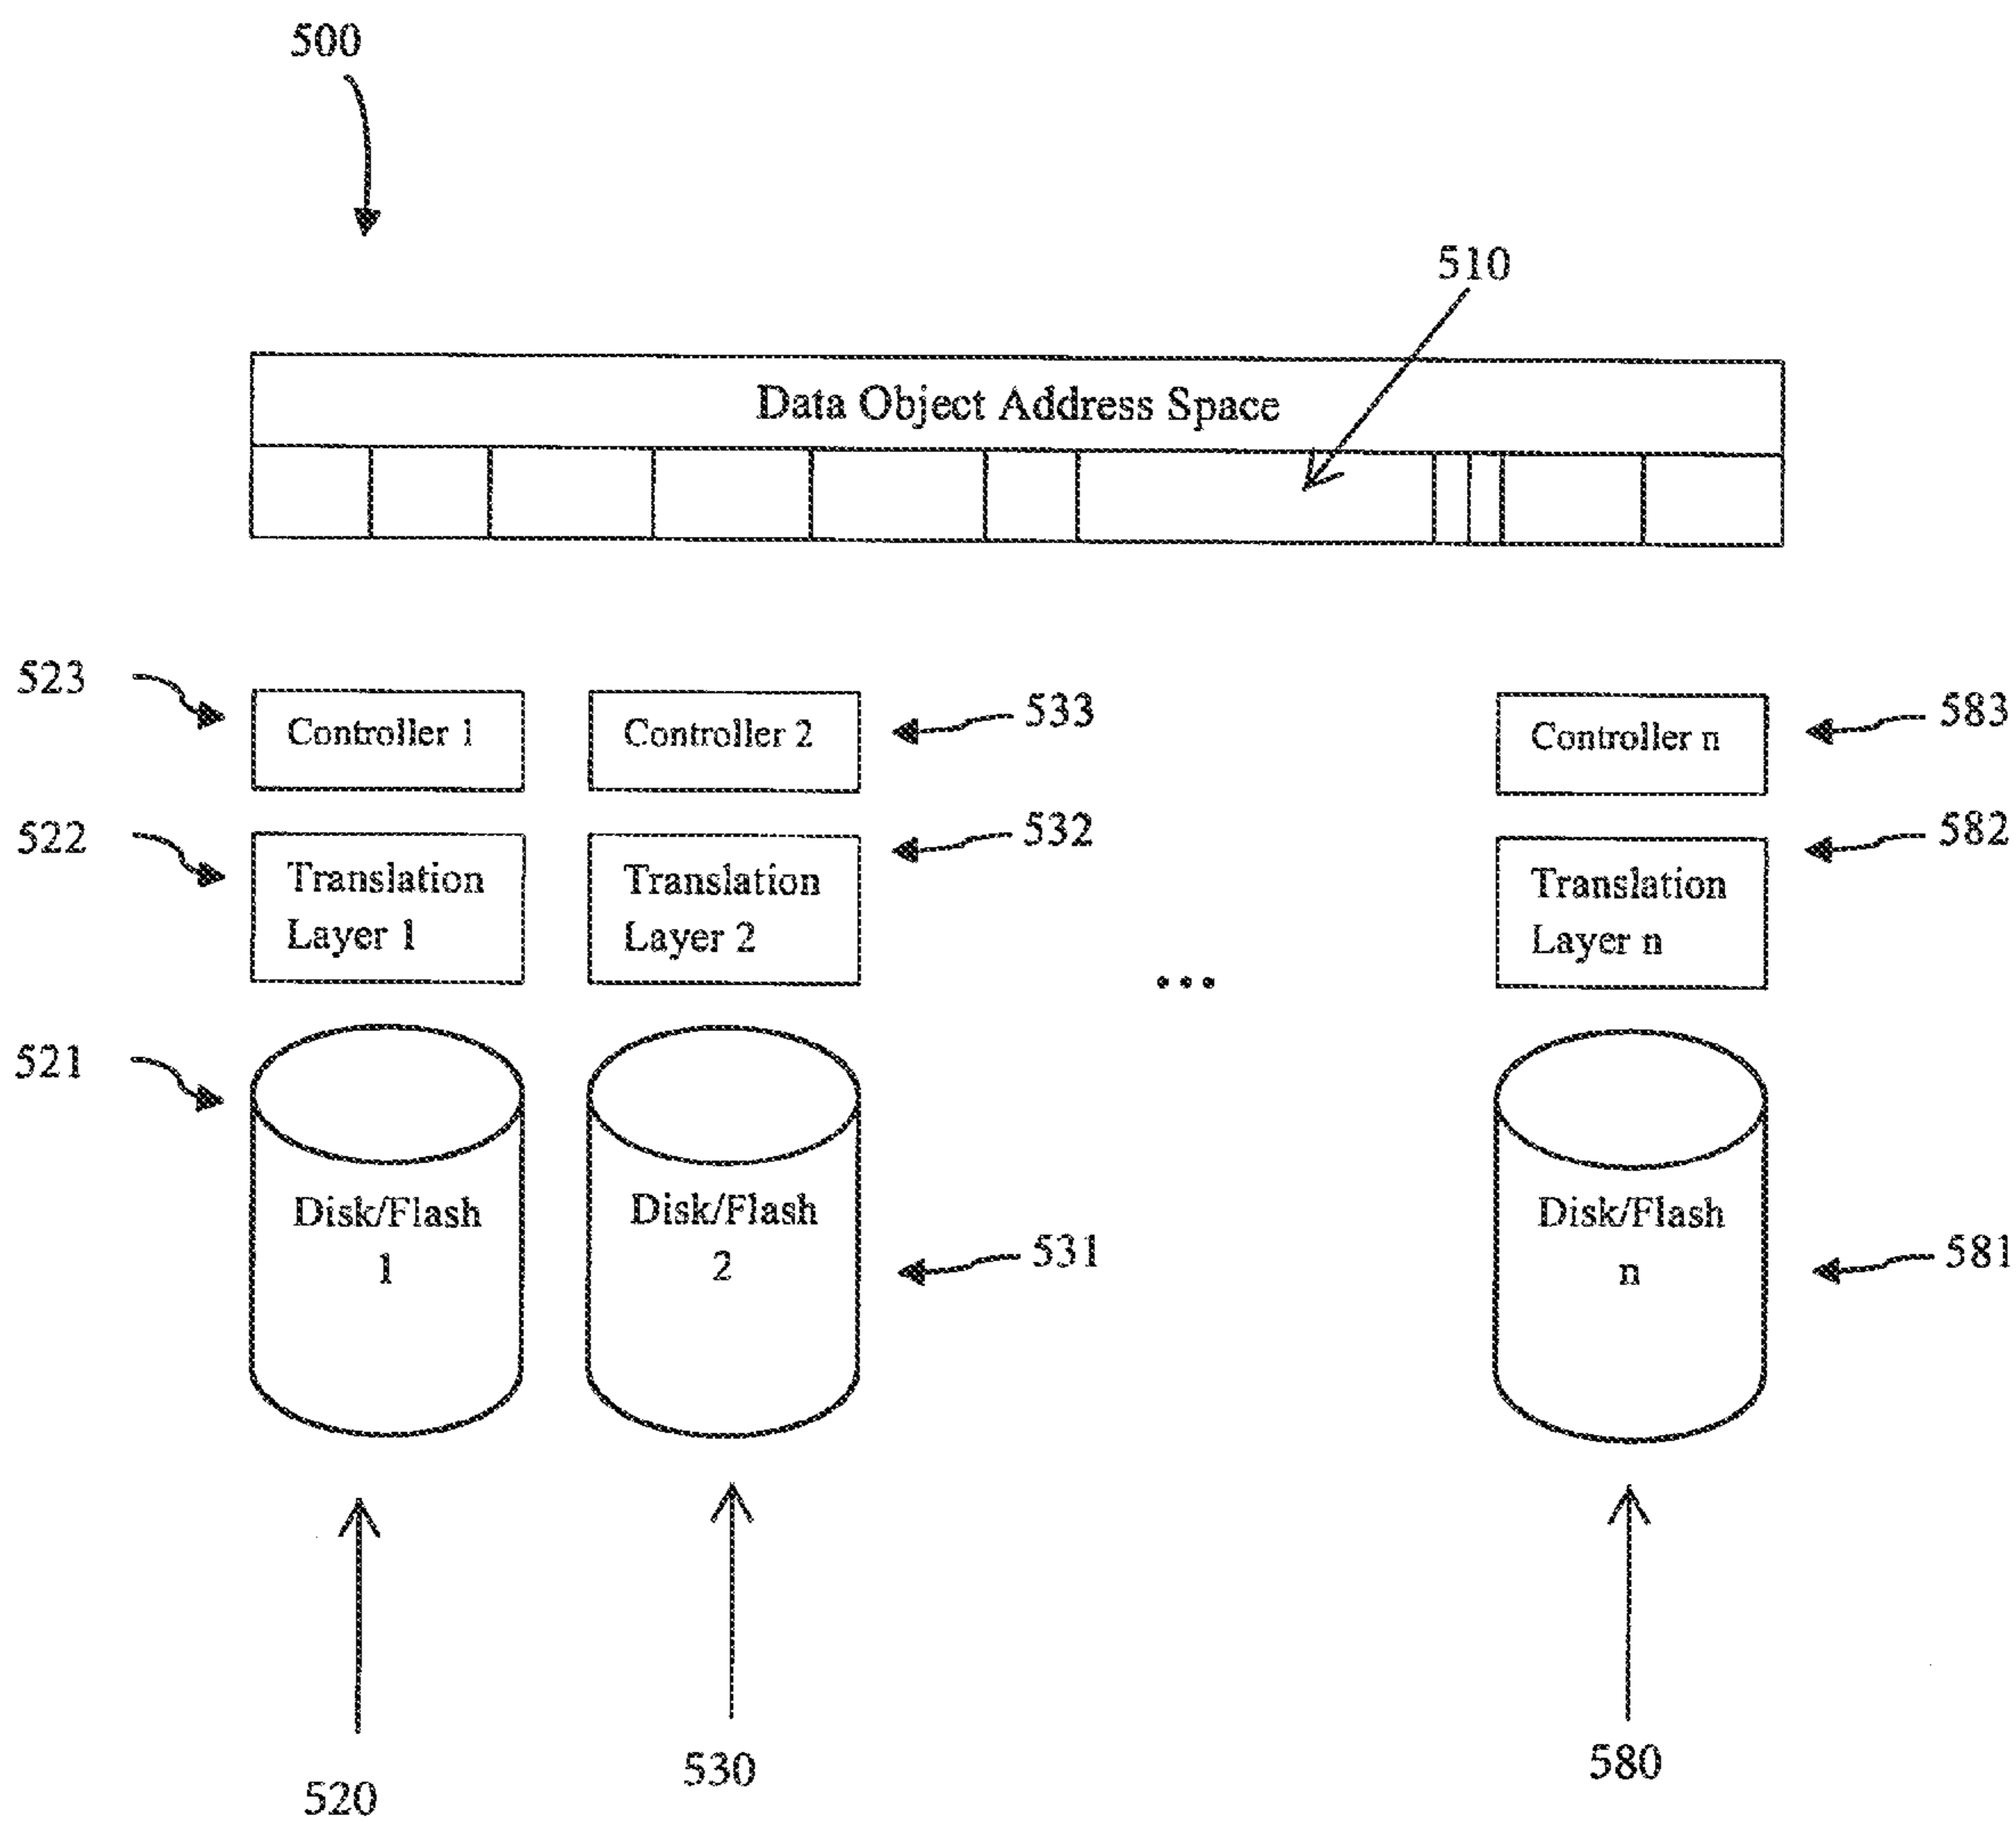 500
510
Data Object Address Space
523
Controller 1
Controller 2
533
Controller n
583
522
Translation
Layer 1
Translation
Layer 2
532
Translation
Layer n
582
...
521
Disk/Flash
1
Disk/Flash
2
531
Disk/Flash
n
581
520
530
580